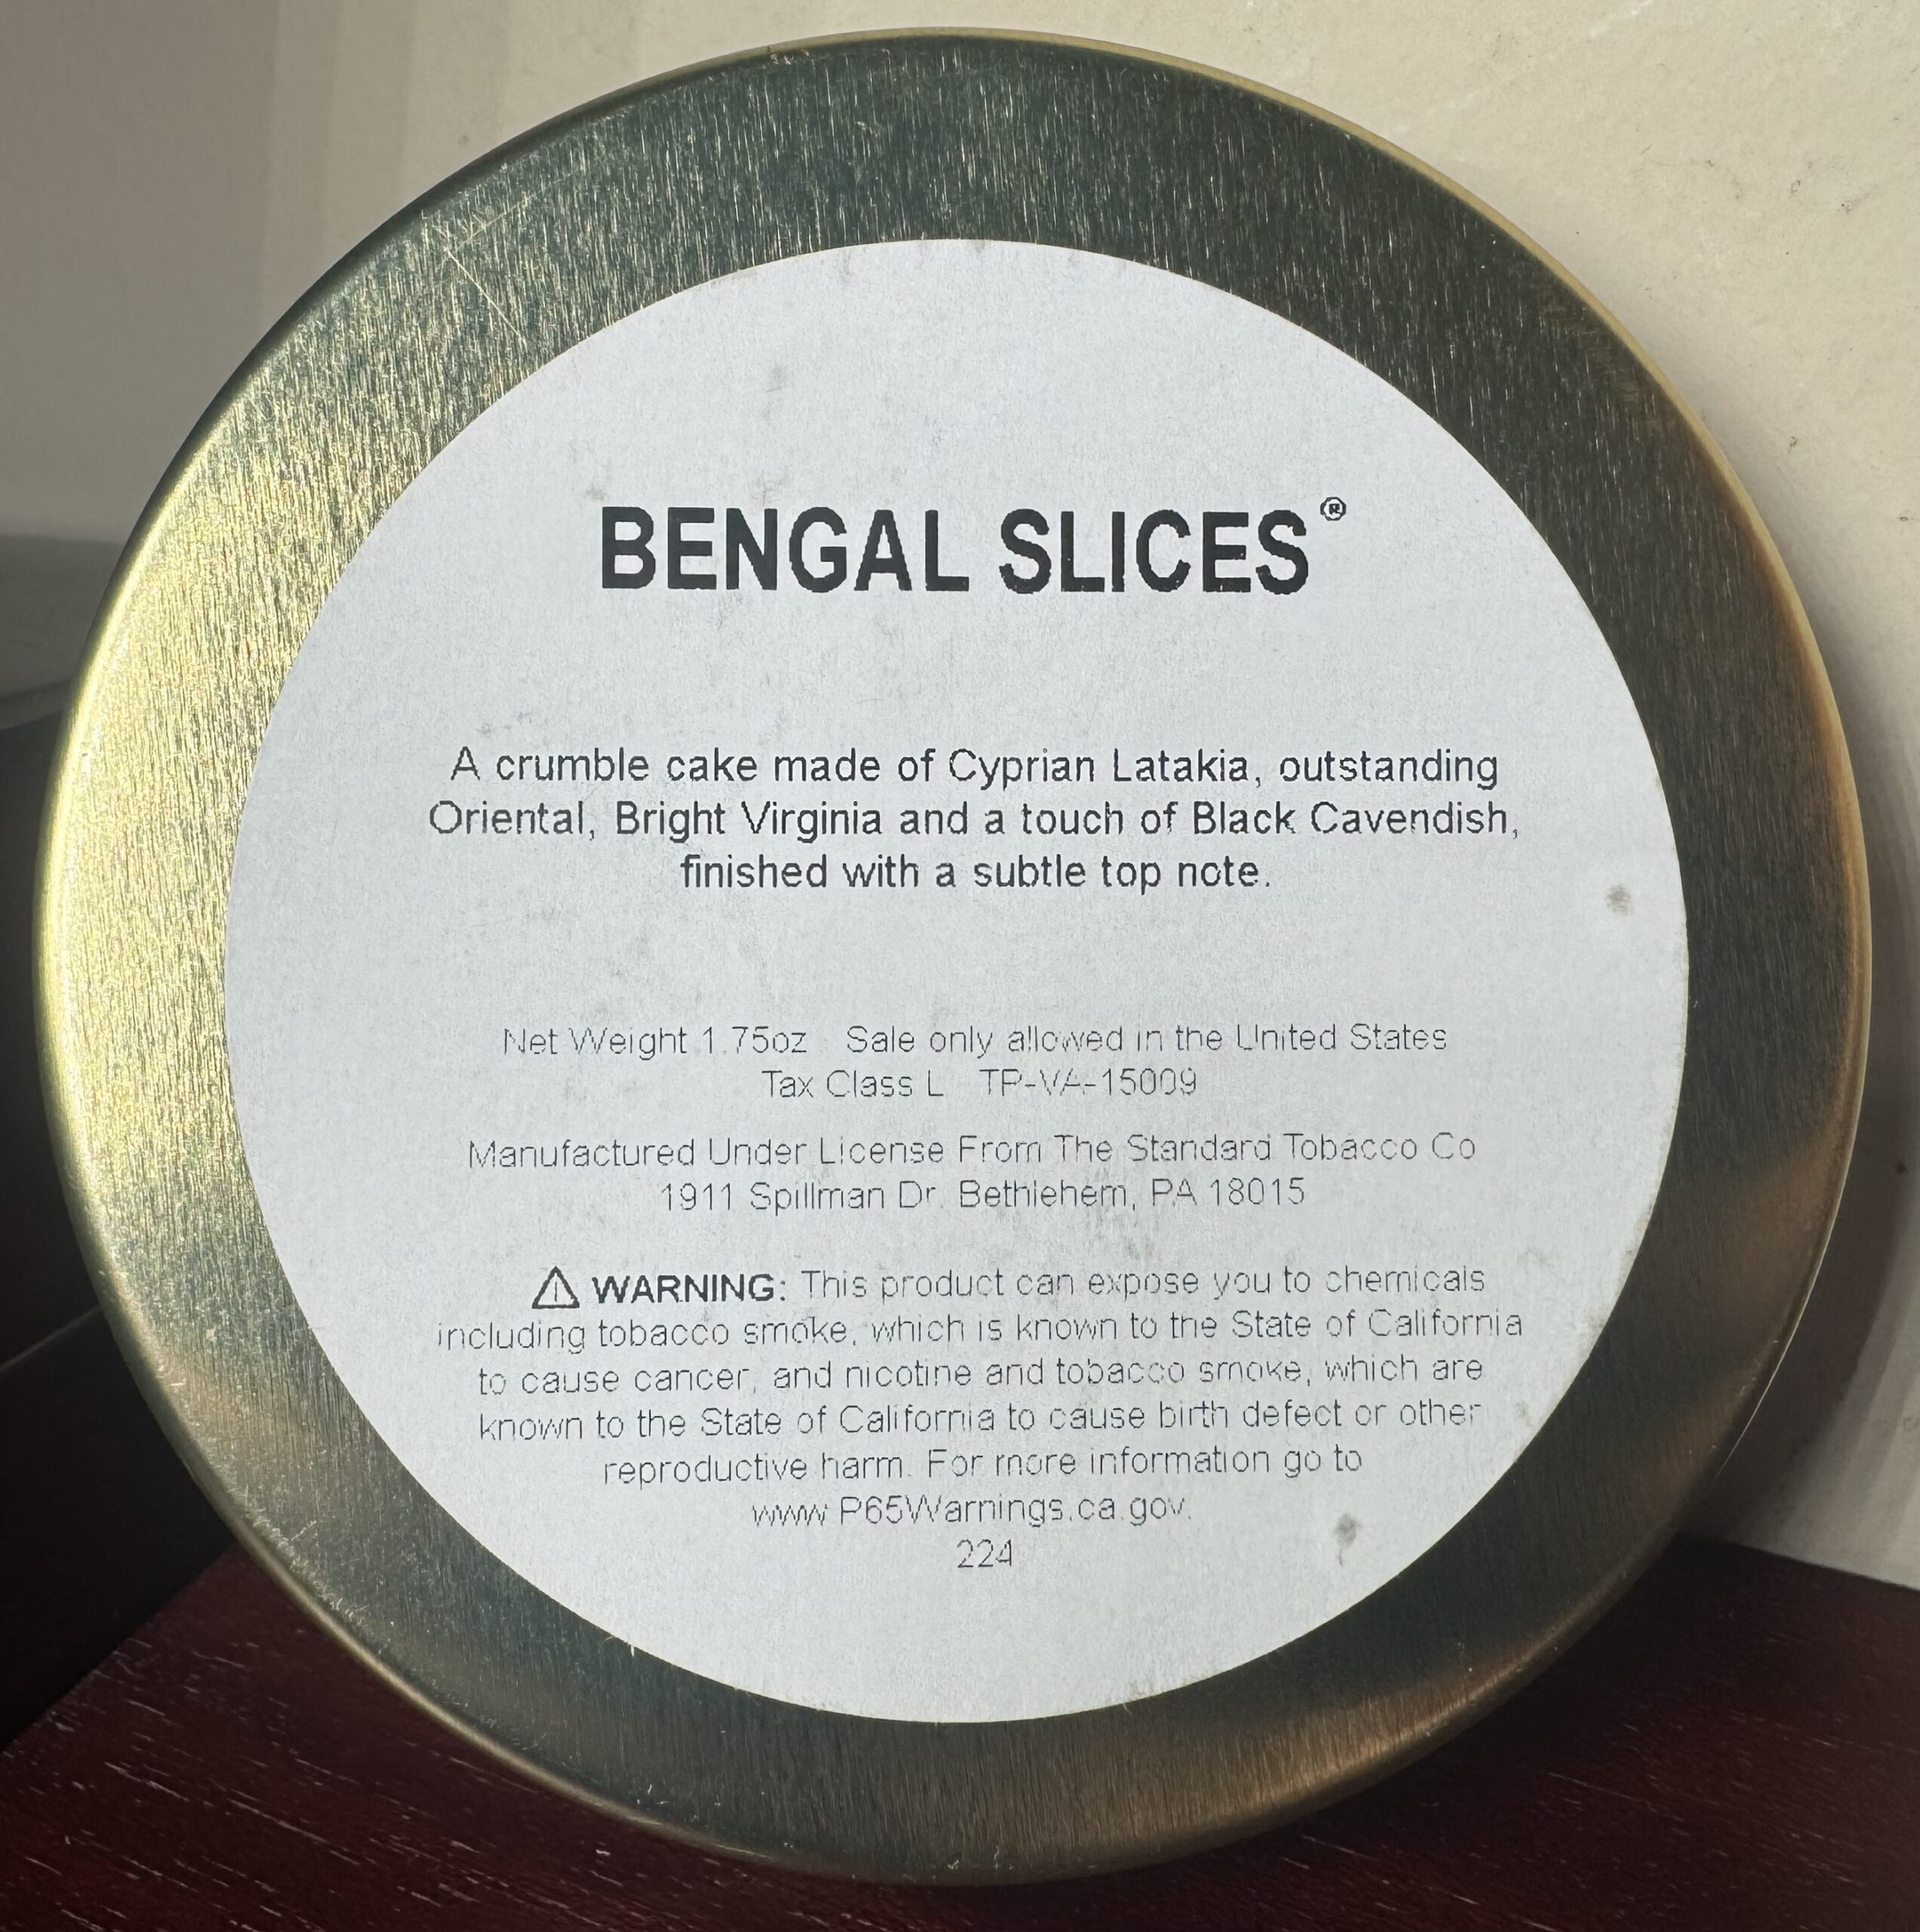 BENGAL SLICES®
A crumble cake made of Cyprian Latakia, outstanding
Oriental, Bright Virginia and a touch of Black Cavendish,
finished with a subtle top note.
Net Weight 1.75oz Sale only allowed in the United States
Tax Class L TP-VA-15009
Manufactured Under License From The Standard Tobacco Co
1911 Spillman Dr. Bethlehem, PA 18015
⚠ WARNING: This product can expose you to chemicals
including tobacco smoke, which is known to the State of California
to cause cancer, and nicotine and tobacco smoke, which are
known to the State of California to cause birth defect or other
reproductive harm. For more information go to
www.P65Warnings.ca.gov.
224